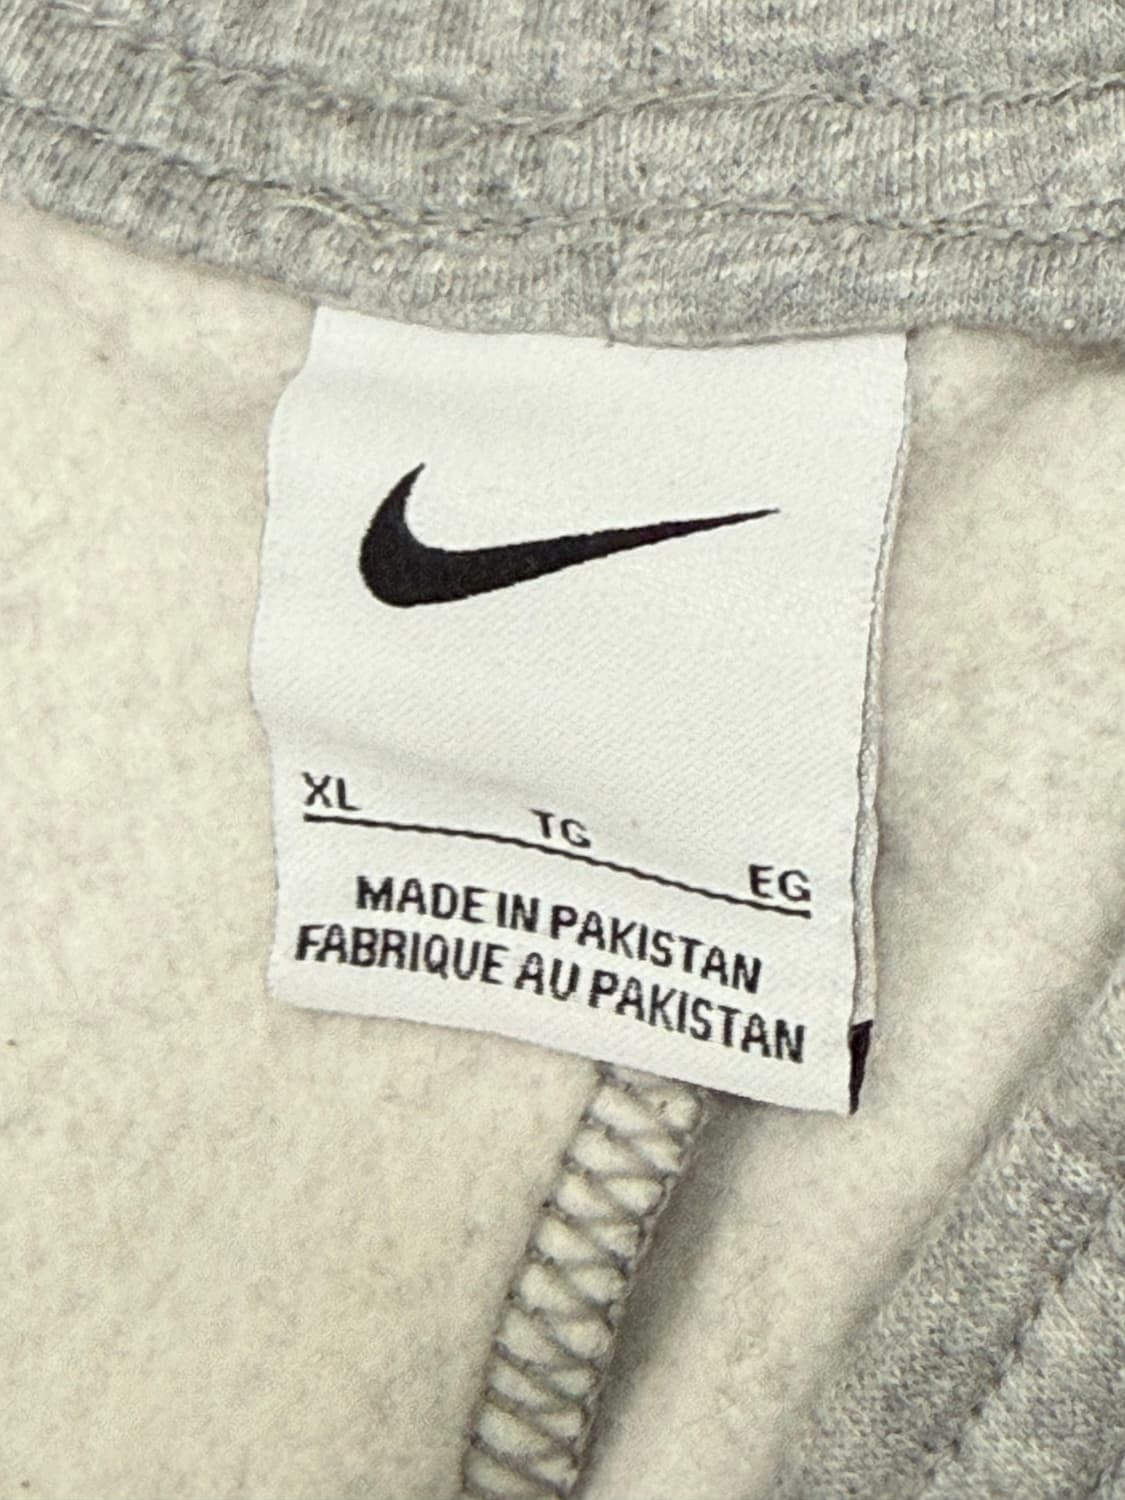 XL TG EG
MADE IN PAKISTAN
FABRIQUE AU PAKISTAN